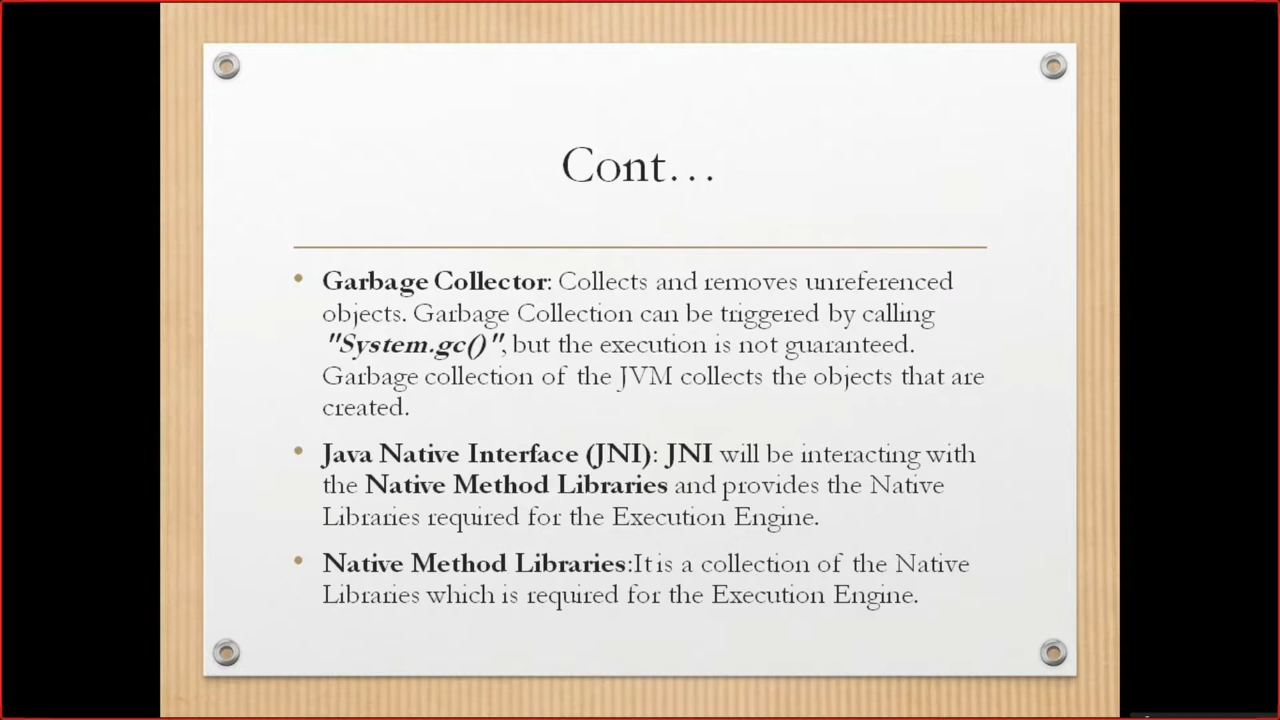 Cont…
• Garbage Collector: Collects and removes unreferenced
objects. Garbage Collection can be triggered by calling
"System.gc()", but the execution is not guaranteed.
Garbage collection of the JVM collects the objects that are
created.
• Java Native Interface (JNI): JNI will be interacting with
the Native Method Libraries and provides the Native
Libraries required for the Execution Engine.
• Native Method Libraries:It is a collection of the Native
Libraries which is required for the Execution Engine.